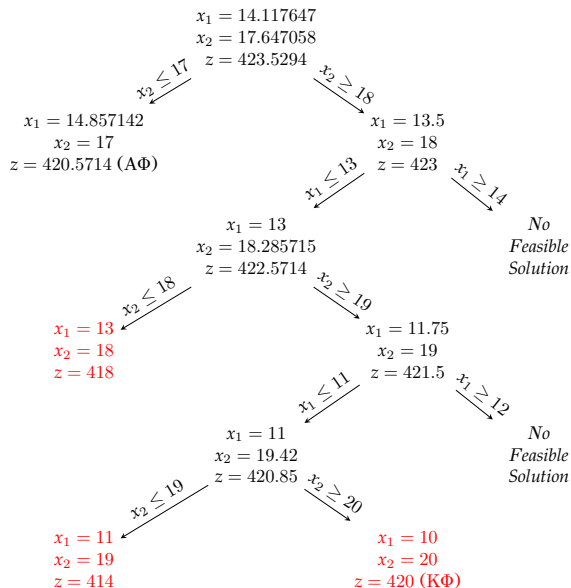 x₁ = 14.117647
x₂ = 17.647058
z = 423.5294
x₂ ≤ 17
x₂ ≥ 18
x₁ = 14.857142
x₂ = 17
z = 420.5714 (ΑΦ)
x₁ = 13.5
x₂ = 18
z = 423
x₁ ≤ 13
x₁ ≥ 14
x₁ = 13
x₂ = 18.285715
z = 422.5714
No
Feasible
Solution
x₂ ≤ 18
x₂ ≥ 19
x₁ = 13
x₂ = 18
z = 418
x₁ = 11.75
x₂ = 19
z = 421.5
x₁ ≤ 11
x₁ ≥ 12
x₁ = 11
x₂ = 19.42
z = 420.85
No
Feasible
Solution
x₂ ≤ 19
x₂ ≥ 20
x₁ = 11
x₂ = 19
z = 414
x₁ = 10
x₂ = 20
z = 420 (ΚΦ)